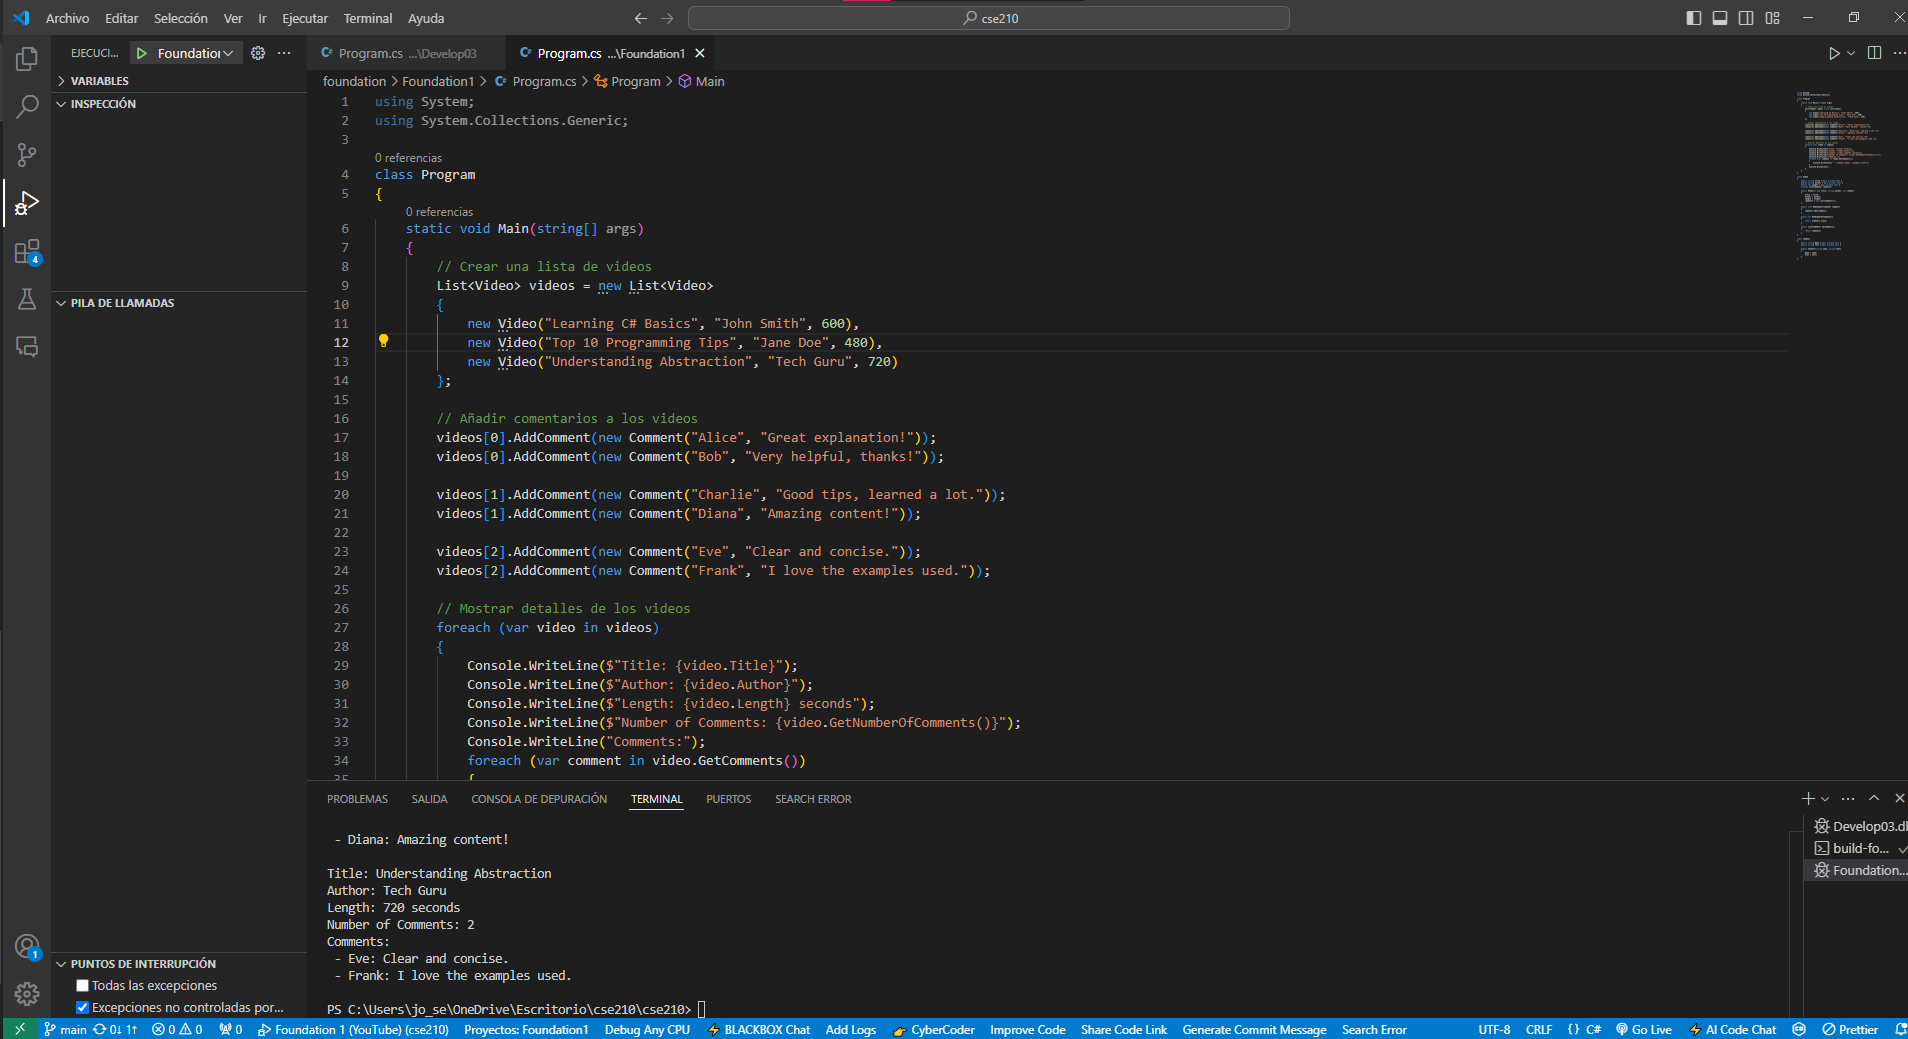 Archivo Editar Selección Ver Ir Ejecutar Terminal Ayuda
cse210
EJECUCI... Foundation
VARIABLES
INSPECCIÓN
PILA DE LLAMADAS
PUNTOS DE INTERRUPCIÓN
Todas las excepciones
Excepciones no controladas por...
4
1
Program.cs ...\Develop03
Program.cs ...\Foundation1
foundation > Foundation1 > Program.cs > Program > Main
1 using System;
2 using System.Collections.Generic;
3
0 referencias
4 class Program
5 {
0 referencias
6 static void Main(string[] args)
7 {
8 // Crear una lista de videos
9 List<Video> videos = new List<Video>
10 {
11 new Video("Learning C# Basics", "John Smith", 600),
12 new Video("Top 10 Programming Tips", "Jane Doe", 480),
13 new Video("Understanding Abstraction", "Tech Guru", 720)
14 };
15
16 // Añadir comentarios a los videos
17 videos[0].AddComment(new Comment("Alice", "Great explanation!"));
18 videos[0].AddComment(new Comment("Bob", "Very helpful, thanks!"));
19
20 videos[1].AddComment(new Comment("Charlie", "Good tips, learned a lot."));
21 videos[1].AddComment(new Comment("Diana", "Amazing content!"));
22
23 videos[2].AddComment(new Comment("Eve", "Clear and concise."));
24 videos[2].AddComment(new Comment("Frank", "I love the examples used."));
25
26 // Mostrar detalles de los videos
27 foreach (var video in videos)
28 {
29 Console.WriteLine($"Title: {video.Title}");
30 Console.WriteLine($"Author: {video.Author}");
31 Console.WriteLine($"Length: {video.Length} seconds");
32 Console.WriteLine($"Number of Comments: {video.GetNumberOfComments()}");
33 Console.WriteLine("Comments:");
34 foreach (var comment in video.GetComments())
35 {
PROBLEMAS SALIDA CONSOLA DE DEPURACIÓN TERMINAL PUERTOS SEARCH ERROR
- Diana: Amazing content!
Title: Understanding Abstraction
Author: Tech Guru
Length: 720 seconds
Number of Comments: 2
Comments:
- Eve: Clear and concise.
- Frank: I love the examples used.
PS C:\Users\jo_se\OneDrive\Escritorio\cse210\cse210>
Develop03.dl
build-fo...
Foundation...
main 0↓ 1↑ 0 0 0 Foundation 1 (YouTube) (cse210) Proyectos: Foundation1 Debug Any CPU BLACKBOX Chat Add Logs CyberCoder Improve Code Share Code Link Generate Commit Message Search Error UTF-8 CRLF {} C# Go Live AI Code Chat Prettier